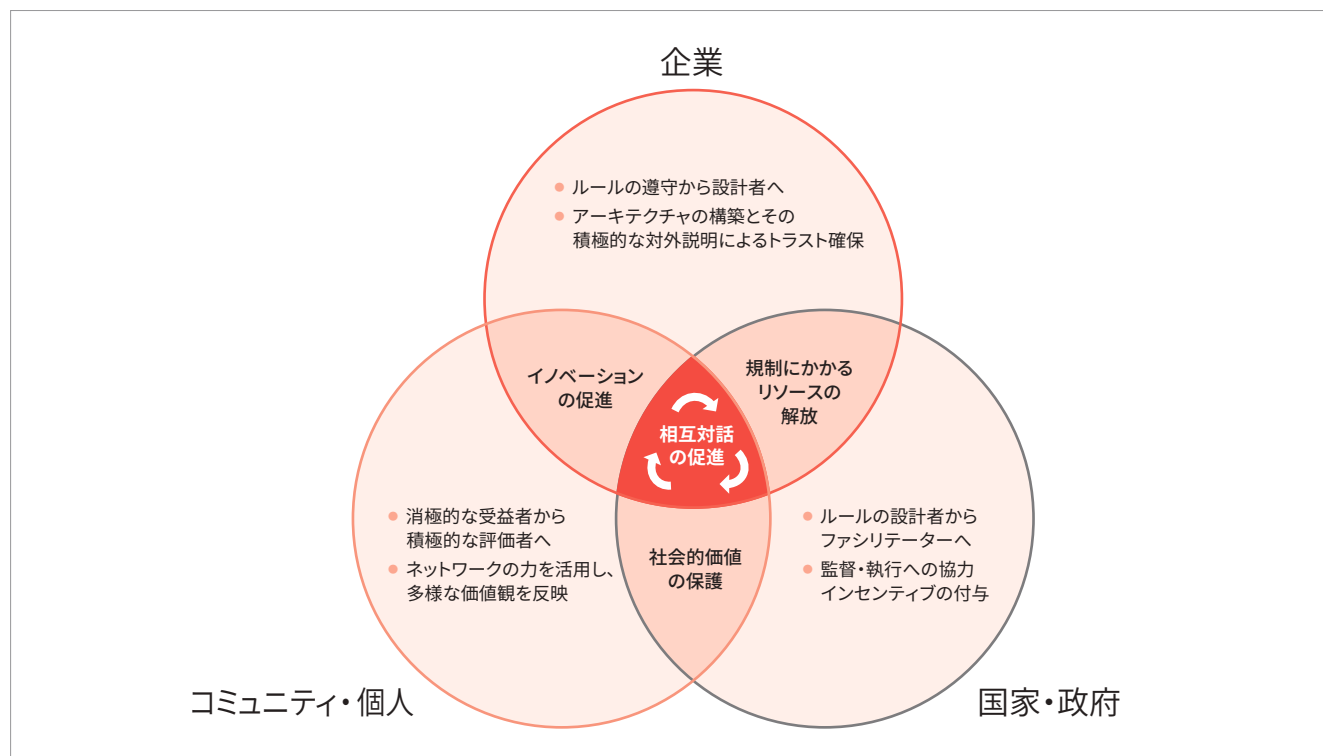 企業
● ルールの遵守から設計者へ
● アーキテクチャの構築とその
積極的な対外説明によるトラスト確保
イノベーション
の促進
規制にかかる
リソースの
解放
相互対話
の促進
● 消極的な受益者から
積極的な評価者へ
● ネットワークの力を活用し、
多様な価値観を反映
社会的価値
の保護
● ルールの設計者から
ファシリテーターへ
● 監督・執行への協力
インセンティブの付与
コミュニティ・個人
国家・政府